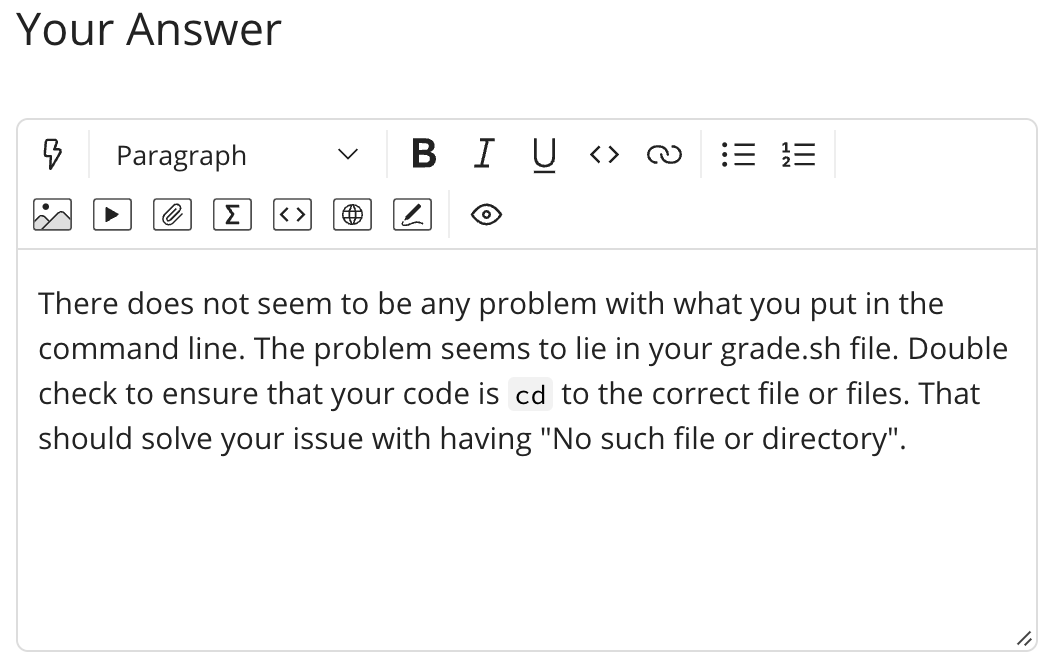 Your Answer
Paragraph
B I U
There does not seem to be any problem with what you put in the
command line. The problem seems to lie in your grade.sh file. Double
check to ensure that your code is cd to the correct file or files. That
should solve your issue with having "No such file or directory".